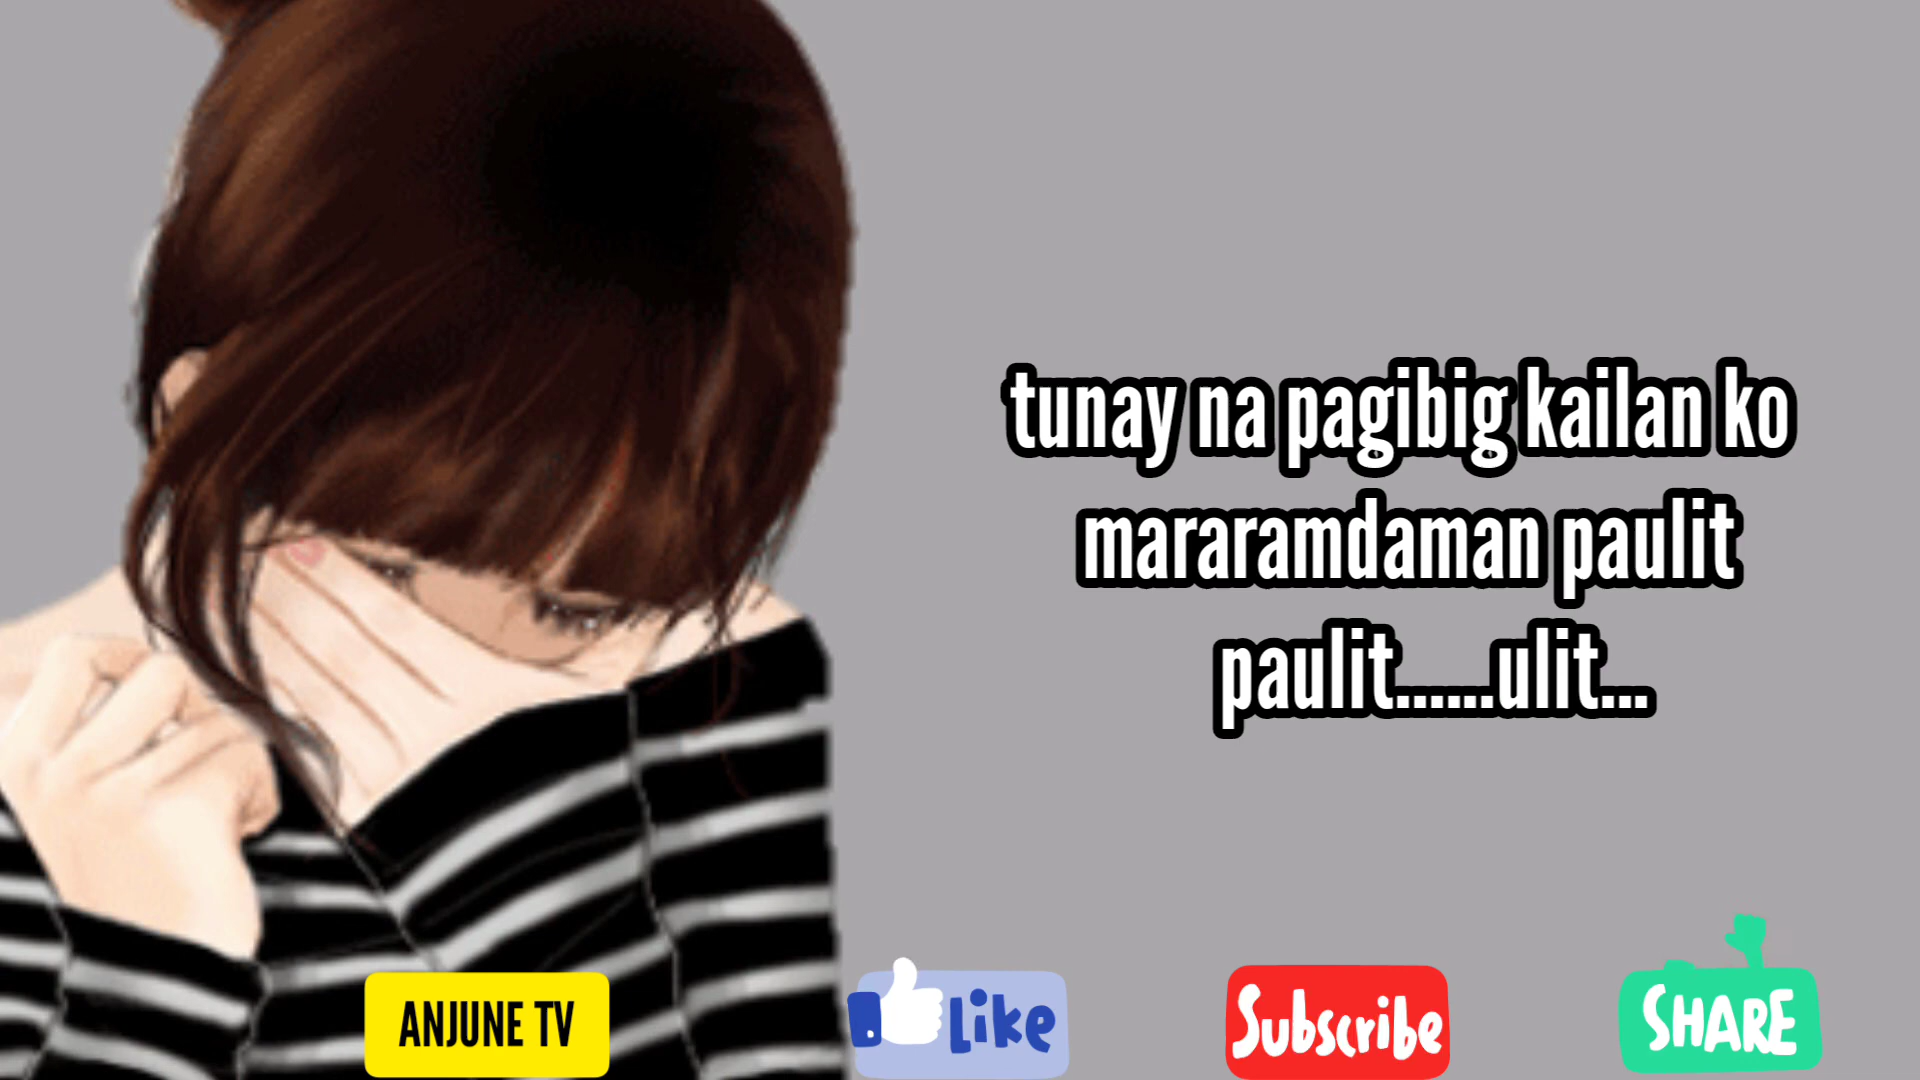 tunay na pagibig kailan ko
mararamdaman paulit
paulit......ulit...
ANJUNE TV
Like
Subscribe
SHARE